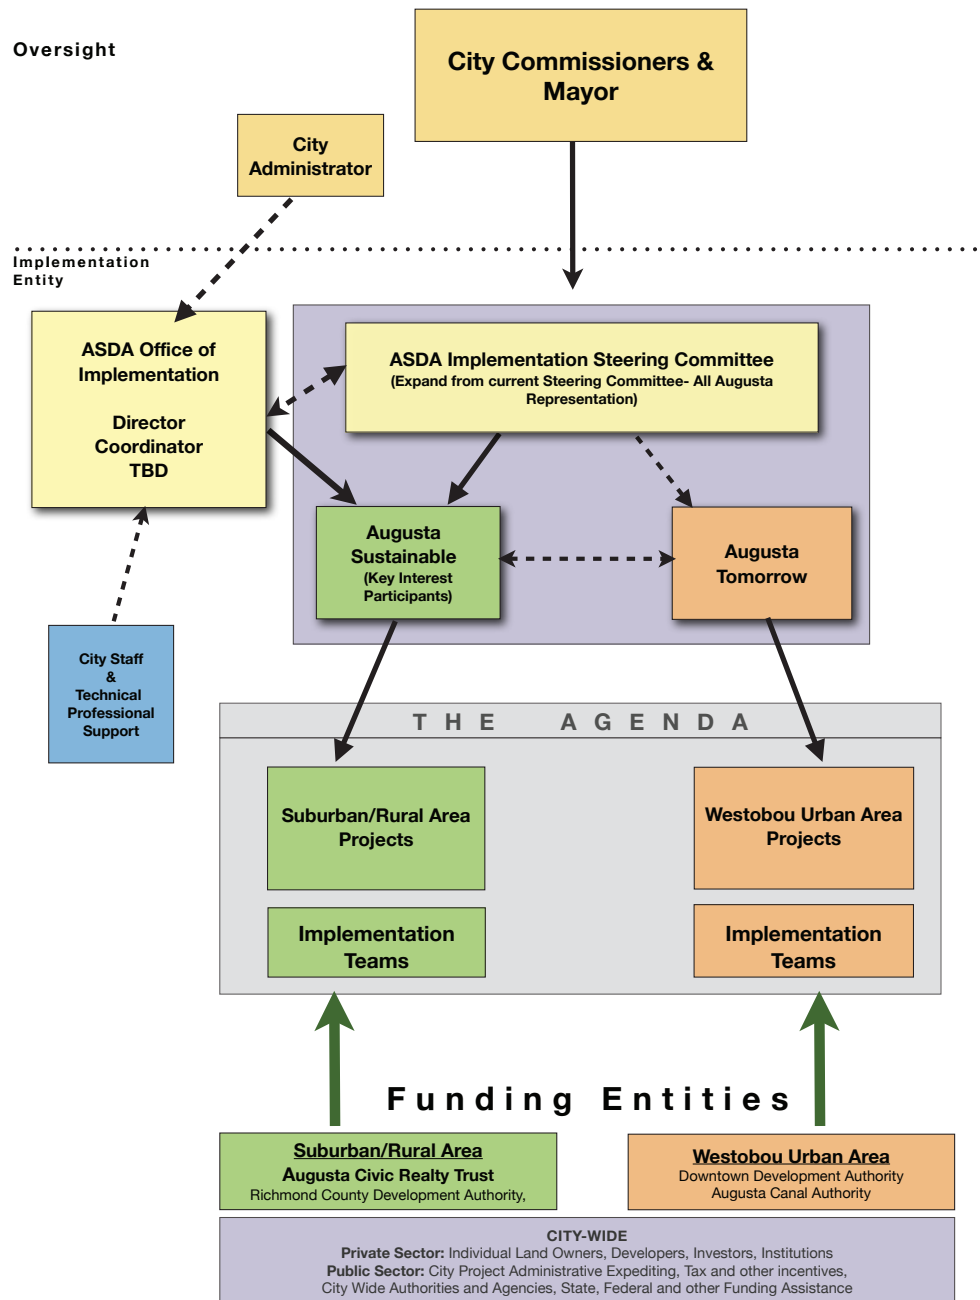 Oversight
City Commissioners &
Mayor
City
Administrator
Implementation
Entity
ASDA Office of
Implementation
Director
Coordinator
TBD
ASDA Implementation Steering Committee
(Expand from current Steering Committee- All Augusta
Representation)
Augusta
Sustainable
(Key Interest
Participants)
Augusta
Tomorrow
City Staff
&
Technical
Professional
Support
THE AGENDA
Suburban/Rural Area
Projects
Westobou Urban Area
Projects
Implementation
Teams
Implementation
Teams
Funding Entities
Suburban/Rural Area
Augusta Civic Realty Trust
Richmond County Development Authority,
Westobou Urban Area
Downtown Development Authority
Augusta Canal Authority
CITY-WIDE
Private Sector: Individual Land Owners, Developers, Investors, Institutions
Public Sector: City Project Administrative Expediting, Tax and other incentives,
City Wide Authorities and Agencies, State, Federal and other Funding Assistance